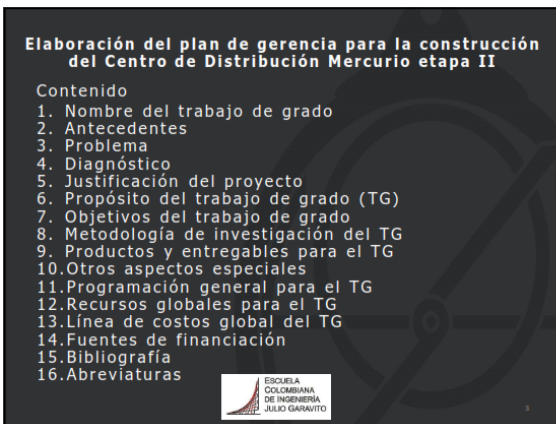 Elaboración del plan de gerencia para la construcción
del Centro de Distribución Mercurio etapa II
Contenido
1. Nombre del trabajo de grado
2. Antecedentes
3. Problema
4. Diagnóstico
5. Justificación del proyecto
6. Propósito del trabajo de grado (TG)
7. Objetivos del trabajo de grado
8. Metodología de investigación del TG
9. Productos y entregables para el TG
10.Otros aspectos especiales
11.Programación general para el TG
12.Recursos globales para el TG
13.Línea de costos global del TG
14.Fuentes de financiación
15.Bibliografía
16.Abreviaturas
ESCUELA
COLOMBIANA
DE INGENIERÍA
JULIO GARAVITO
3